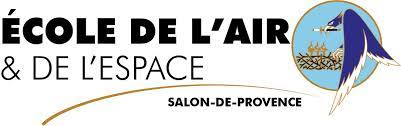 ÉCOLE DE L'AIR
& DE L'ESPACE
SALON-DE-PROVENCE